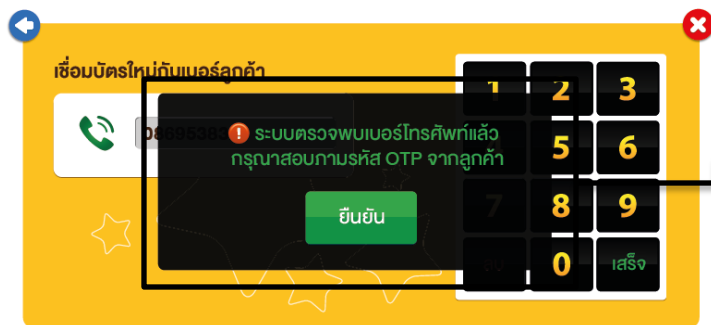 เชื่อมบัตรใหม่กับเบอร์ลูกค้า
ระบบตรวจพบเบอร์โทรศัพท์แล้ว
กรุณาสอบถามรหัส OTP จากลูกค้า
ยืนยัน
1 2 3
5 6
7 8 9
0 เสร็จ